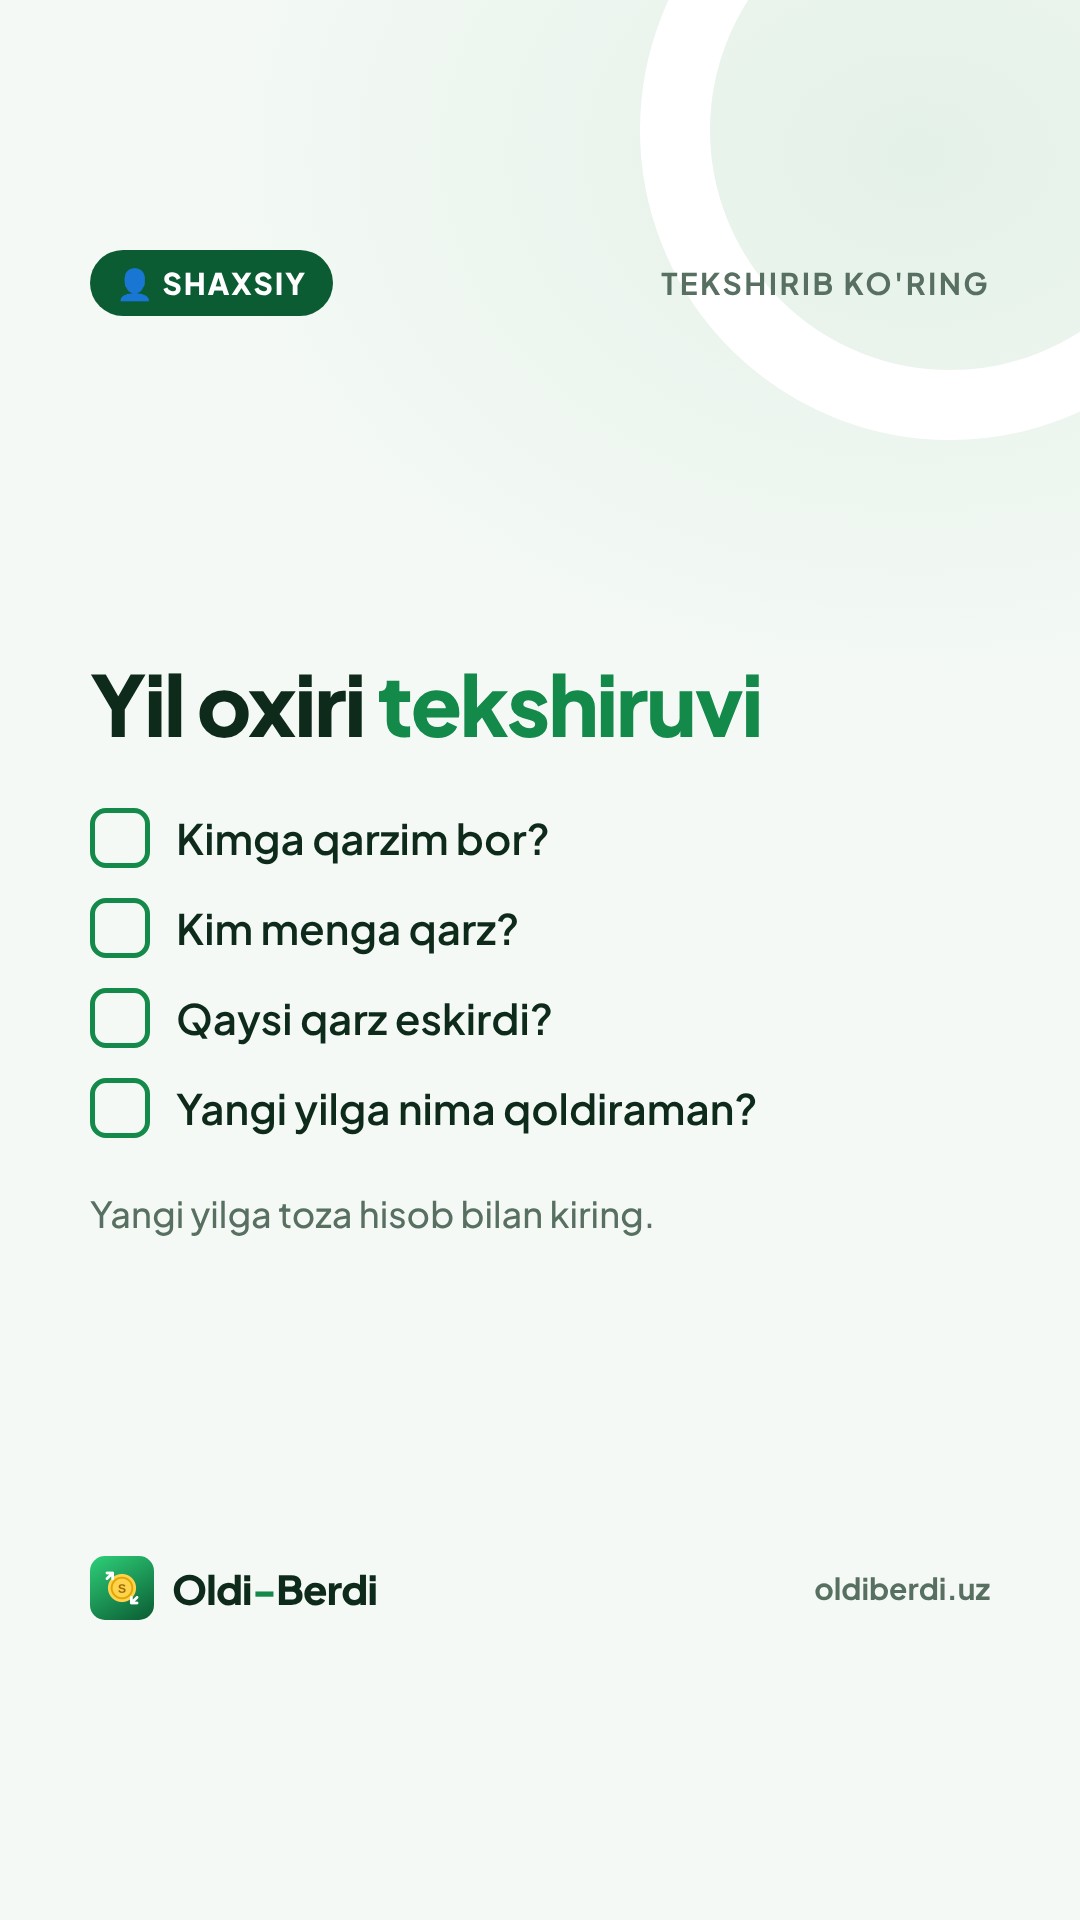 👤 SHAXSIY
TEKSHIRIB KO'RING
Yil oxiri tekshiruvi
Kimga qarzim bor?
Kim menga qarz?
Qaysi qarz eskirdi?
Yangi yilga nima qoldiraman?
Yangi yilga toza hisob bilan kiring.
S
Oldi-Berdi
oldiberdi.uz